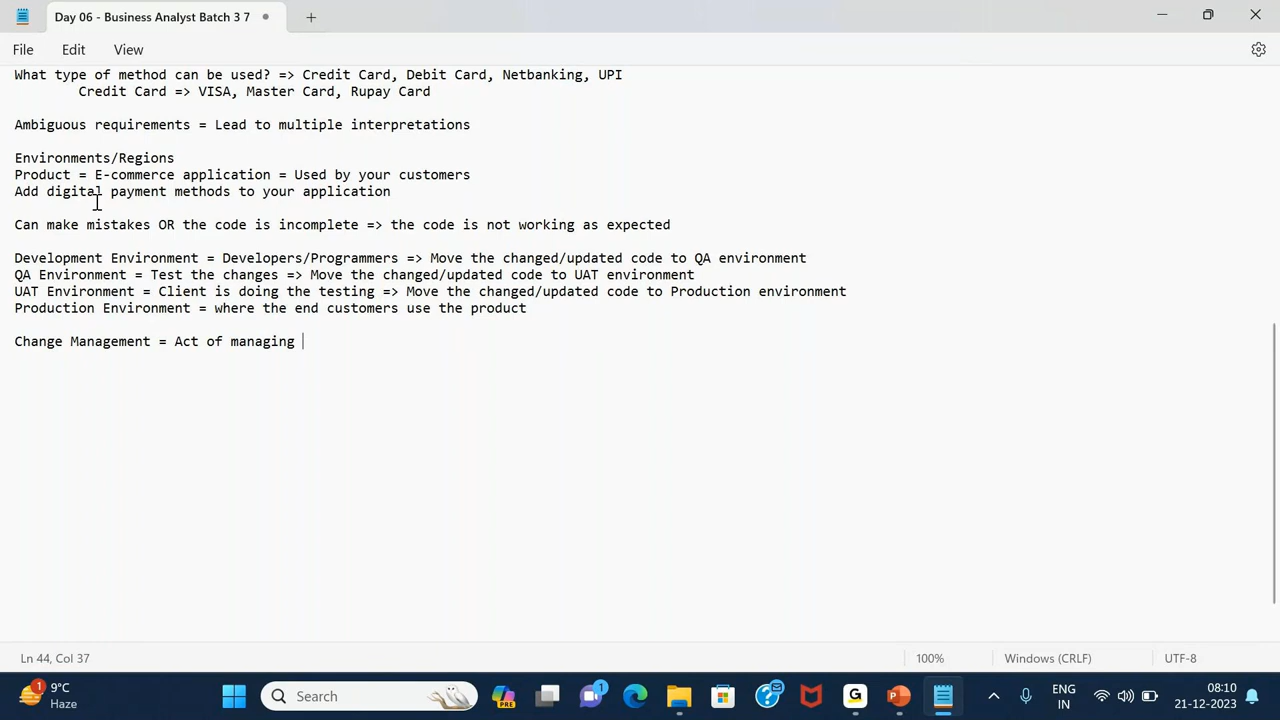 Day 06 - Business Analyst Batch 3 7
File Edit View
What type of method can be used? => Credit Card, Debit Card, Netbanking, UPI
Credit Card => VISA, Master Card, Rupay Card
Ambiguous requirements = Lead to multiple interpretations
Environments/Regions
Product = E-commerce application = Used by your customers
Add digital payment methods to your application
Can make mistakes OR the code is incomplete => the code is not working as expected
Development Environment = Developers/Programmers => Move the changed/updated code to QA environment
QA Environment = Test the changes => Move the changed/updated code to UAT environment
UAT Environment = Client is doing the testing => Move the changed/updated code to Production environment
Production Environment = where the end customers use the product
Change Management = Act of managing
Ln 44, Col 37 100% Windows (CRLF) UTF-8
1
9°C
Haze
Search
PRE
1
G
P
ENG
IN
08:10
21-12-2023